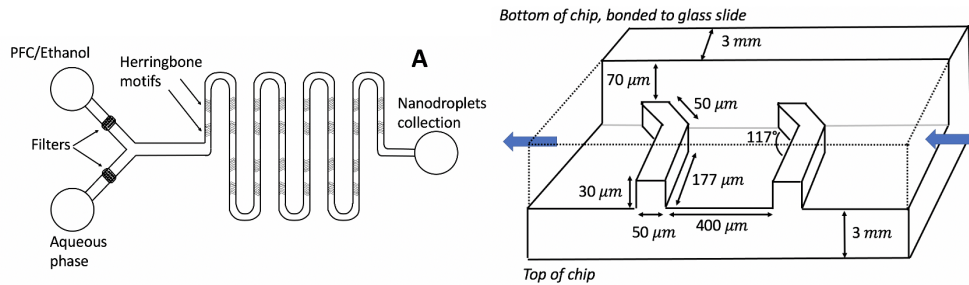 PFC/Ethanol
Herringbone
motifs
A
Nanodroplets
collection
Filters
Aqueous
phase
Bottom of chip, bonded to glass slide
3 mm
70 μm
50 μm
117°
177 μm
30 μm
50 μm
400 μm
3 mm
Top of chip